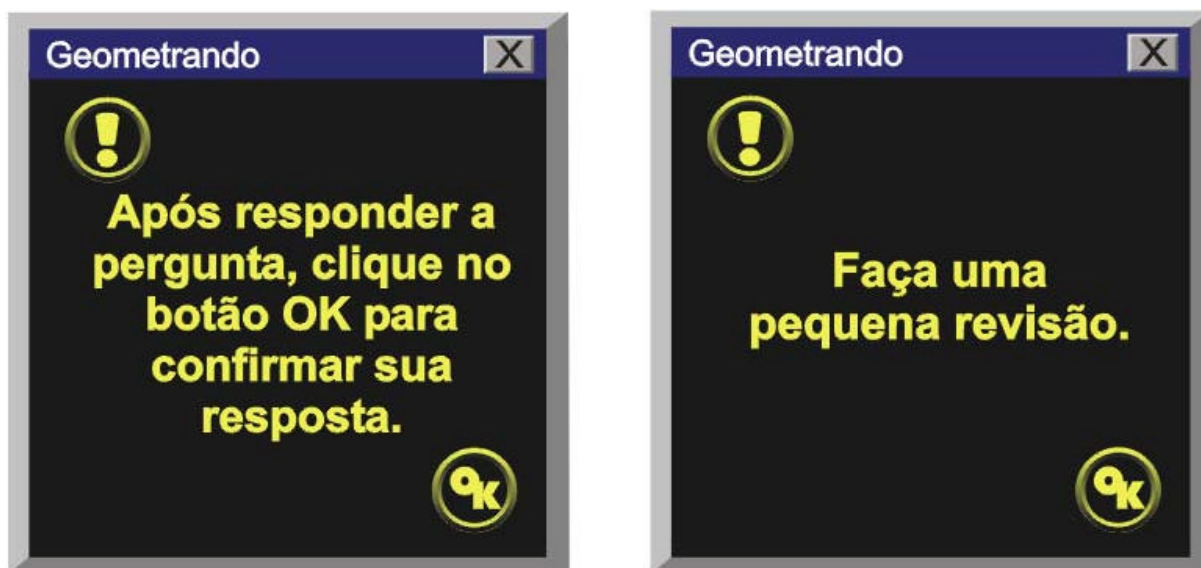 Geometrando X
Após responder a
pergunta, clique no
botão OK para
confirmar sua
resposta.
OK
Geometrando X
Faça uma
pequena revisão.
OK